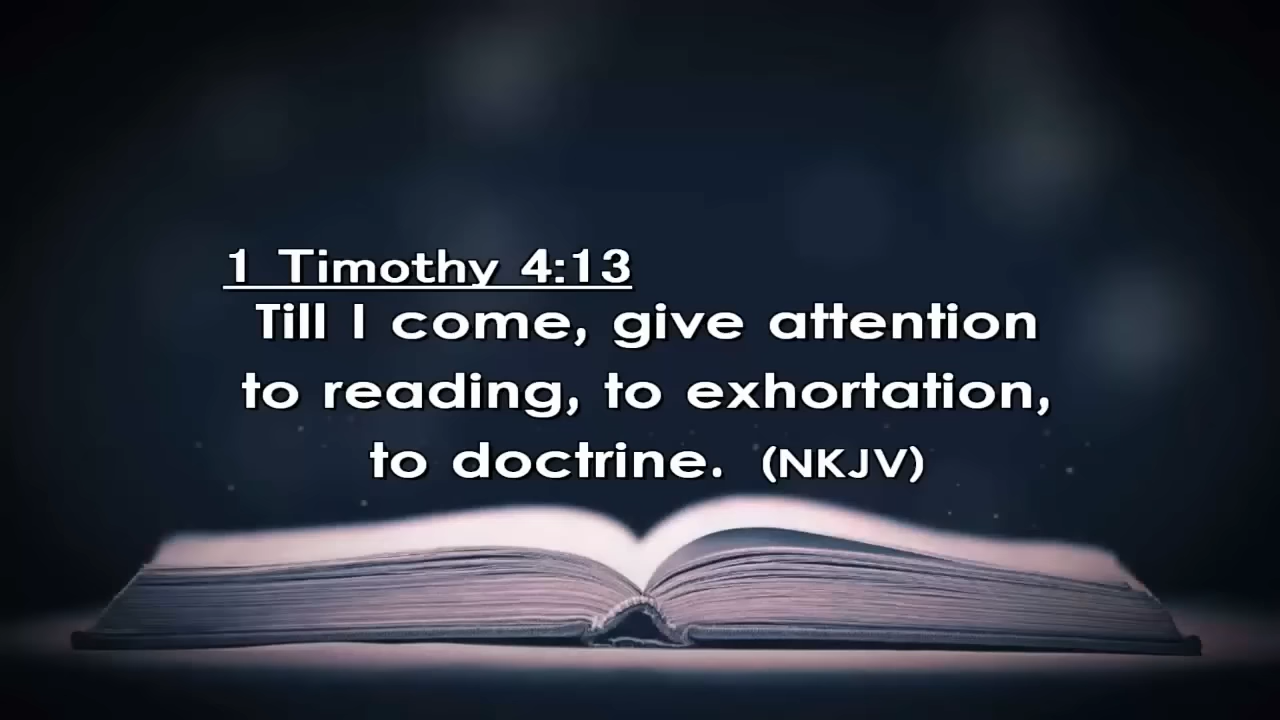 1 Timothy 4:13
Till I come, give attention
to reading, to exhortation,
to doctrine. (NKJV)